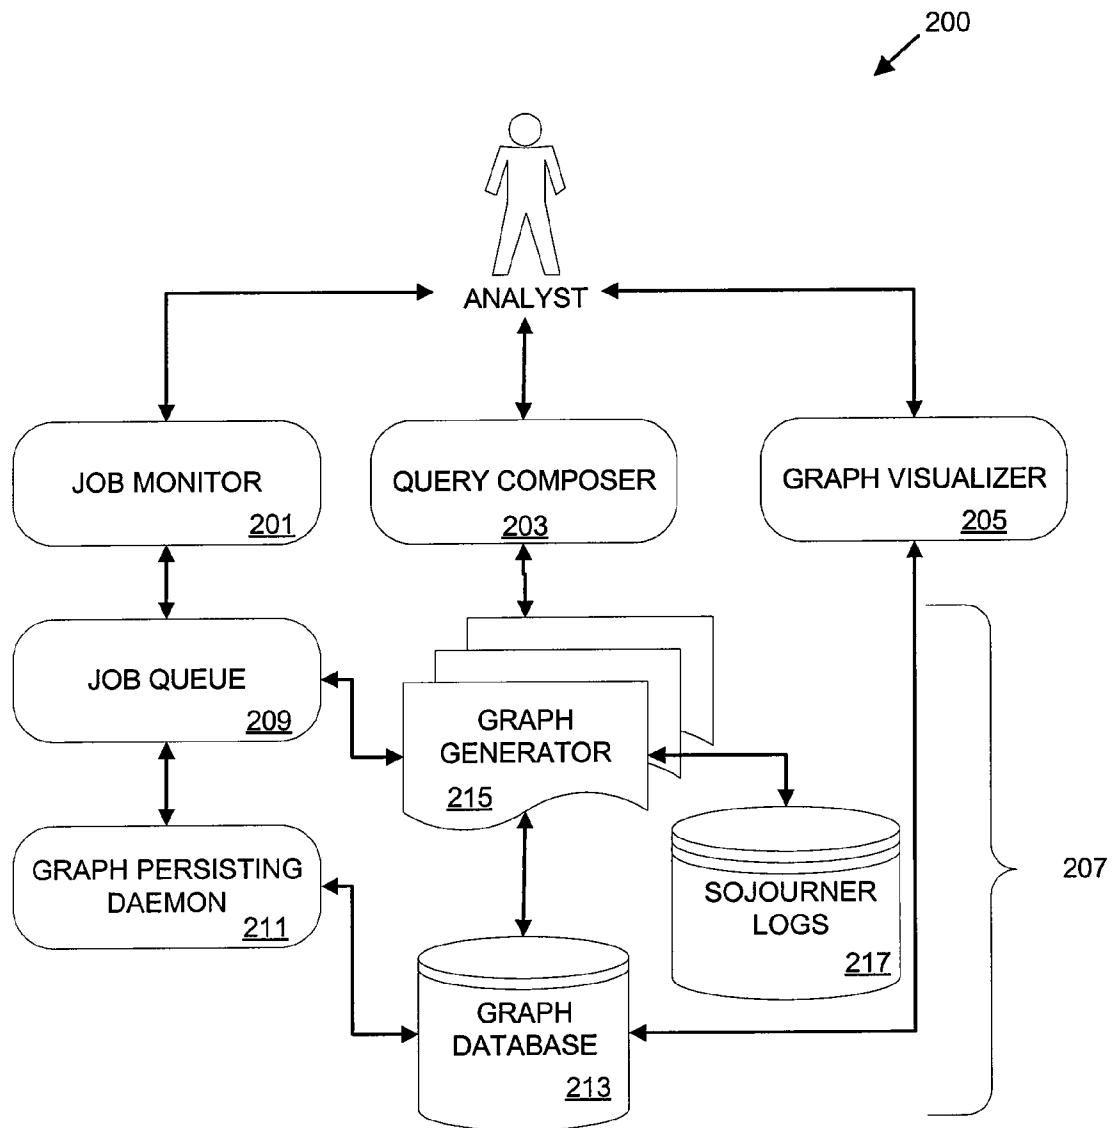 200
ANALYST
JOB MONITOR
201
QUERY COMPOSER
203
GRAPH VISUALIZER
205
JOB QUEUE
209
GRAPH
GENERATOR
215
GRAPH PERSISTING
DAEMON
211
SOJOURNER
LOGS
217
207
GRAPH
DATABASE
213